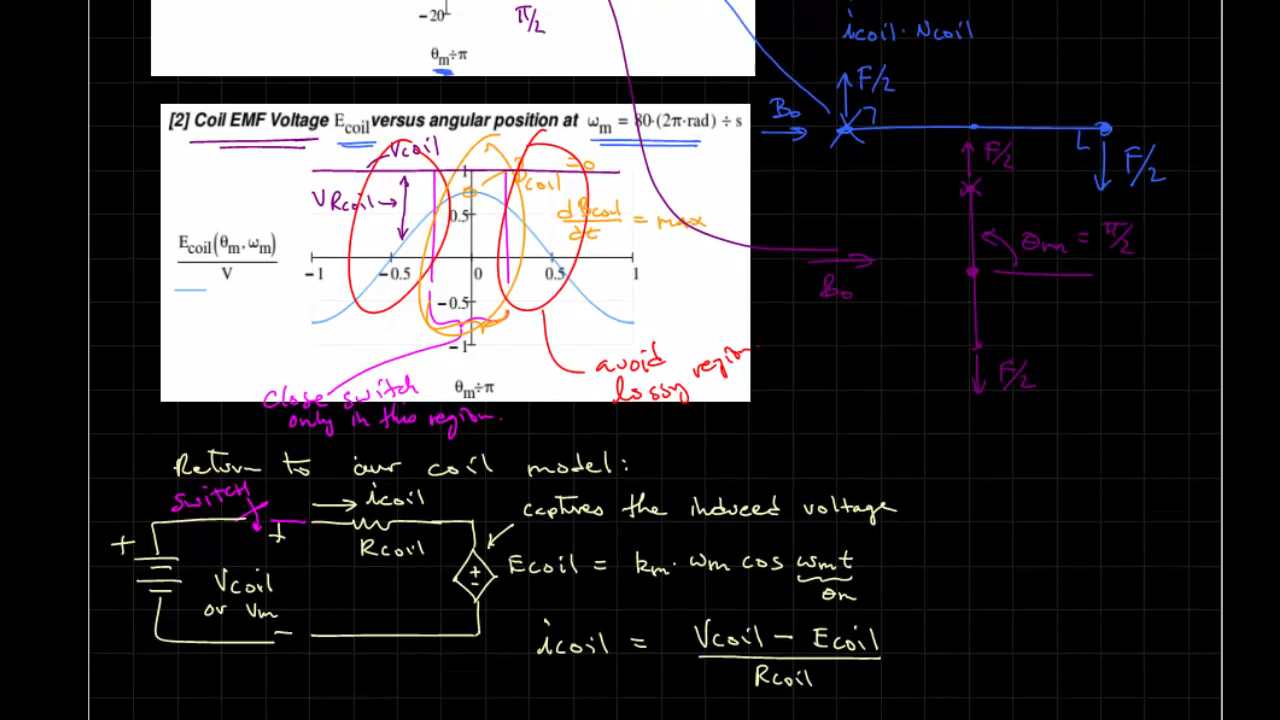 -20
π/2
θm÷π
icoil · Ncoil
F/2
B₀
F/2
[2] Coil EMF Voltage Ecoil versus angular position at ωm = 80·(2π·rad) ÷ s
Vcoil
VRcoil →
1
0.5
Bcoil = 0
dBcoil/dt = max
Ecoil(θm, ωm)
V
-1 -0.5 0 0.5 1
-0.5
-1
θm÷π
F/2
θm = π/2
B₀
F/2
avoid
lossy region
close switch
only in this region.
Return to our coil model:
switch
icoil
Rcoil
captures the induced voltage
+
+
Vcoil
or Vm
-
+
-
Ecoil = km · ωm cos ωmt
θm
icoil = Vcoil - Ecoil
Rcoil